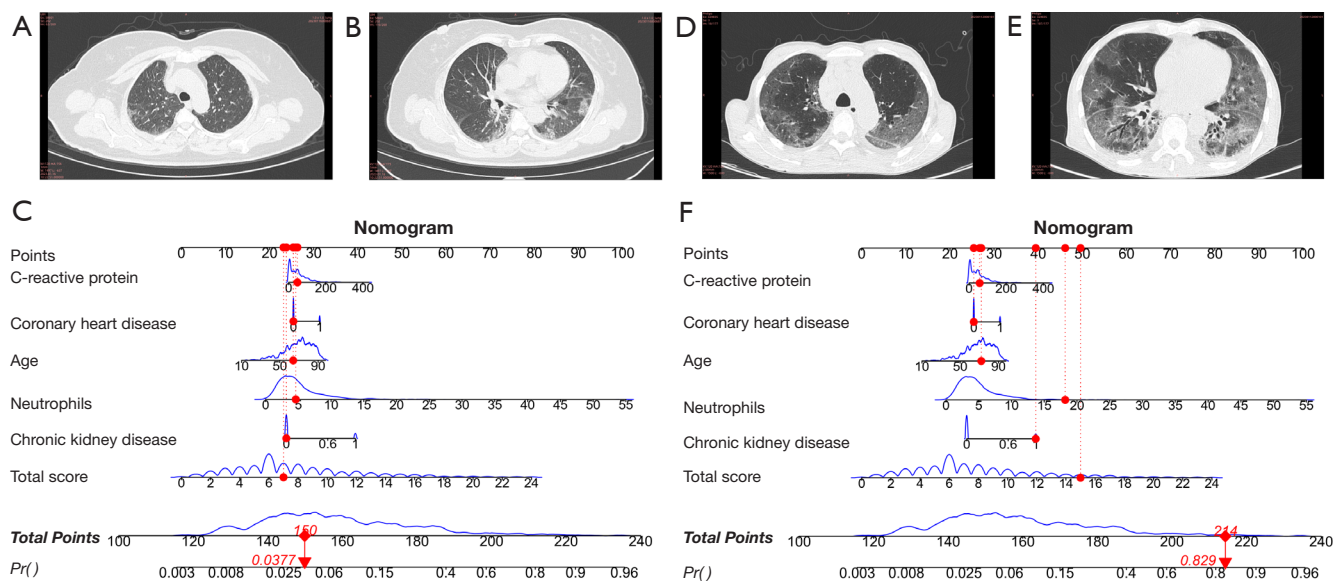 A
B
D
E
C
Nomogram
Points
0 10 20 30 40 50 60 70 80 90 100
C-reactive protein
0 200 400
Coronary heart disease
0 1
Age
10 50 90
Neutrophils
0 5 10 15 20 25 30 35 40 45 50 55
Chronic kidney disease
0 0.6 1
Total score
0 2 4 6 8 10 12 14 16 18 20 22 24
150
Total Points
100 120 140 160 180 200 220 240
0.0377
Pr()
0.003 0.008 0.025 0.06 0.15 0.4 0.6 0.8 0.9 0.96
F
Nomogram
Points
0 10 20 30 40 50 60 70 80 90 100
C-reactive protein
0 200 400
Coronary heart disease
0 1
Age
10 50 90
Neutrophils
0 5 10 15 20 25 30 35 40 45 50 55
Chronic kidney disease
0 0.6 1
Total score
0 2 4 6 8 10 12 14 16 18 20 22 24
214
Total Points
100 120 140 160 180 200 220 240
0.829
Pr()
0.003 0.008 0.025 0.06 0.15 0.4 0.6 0.8 0.9 0.96